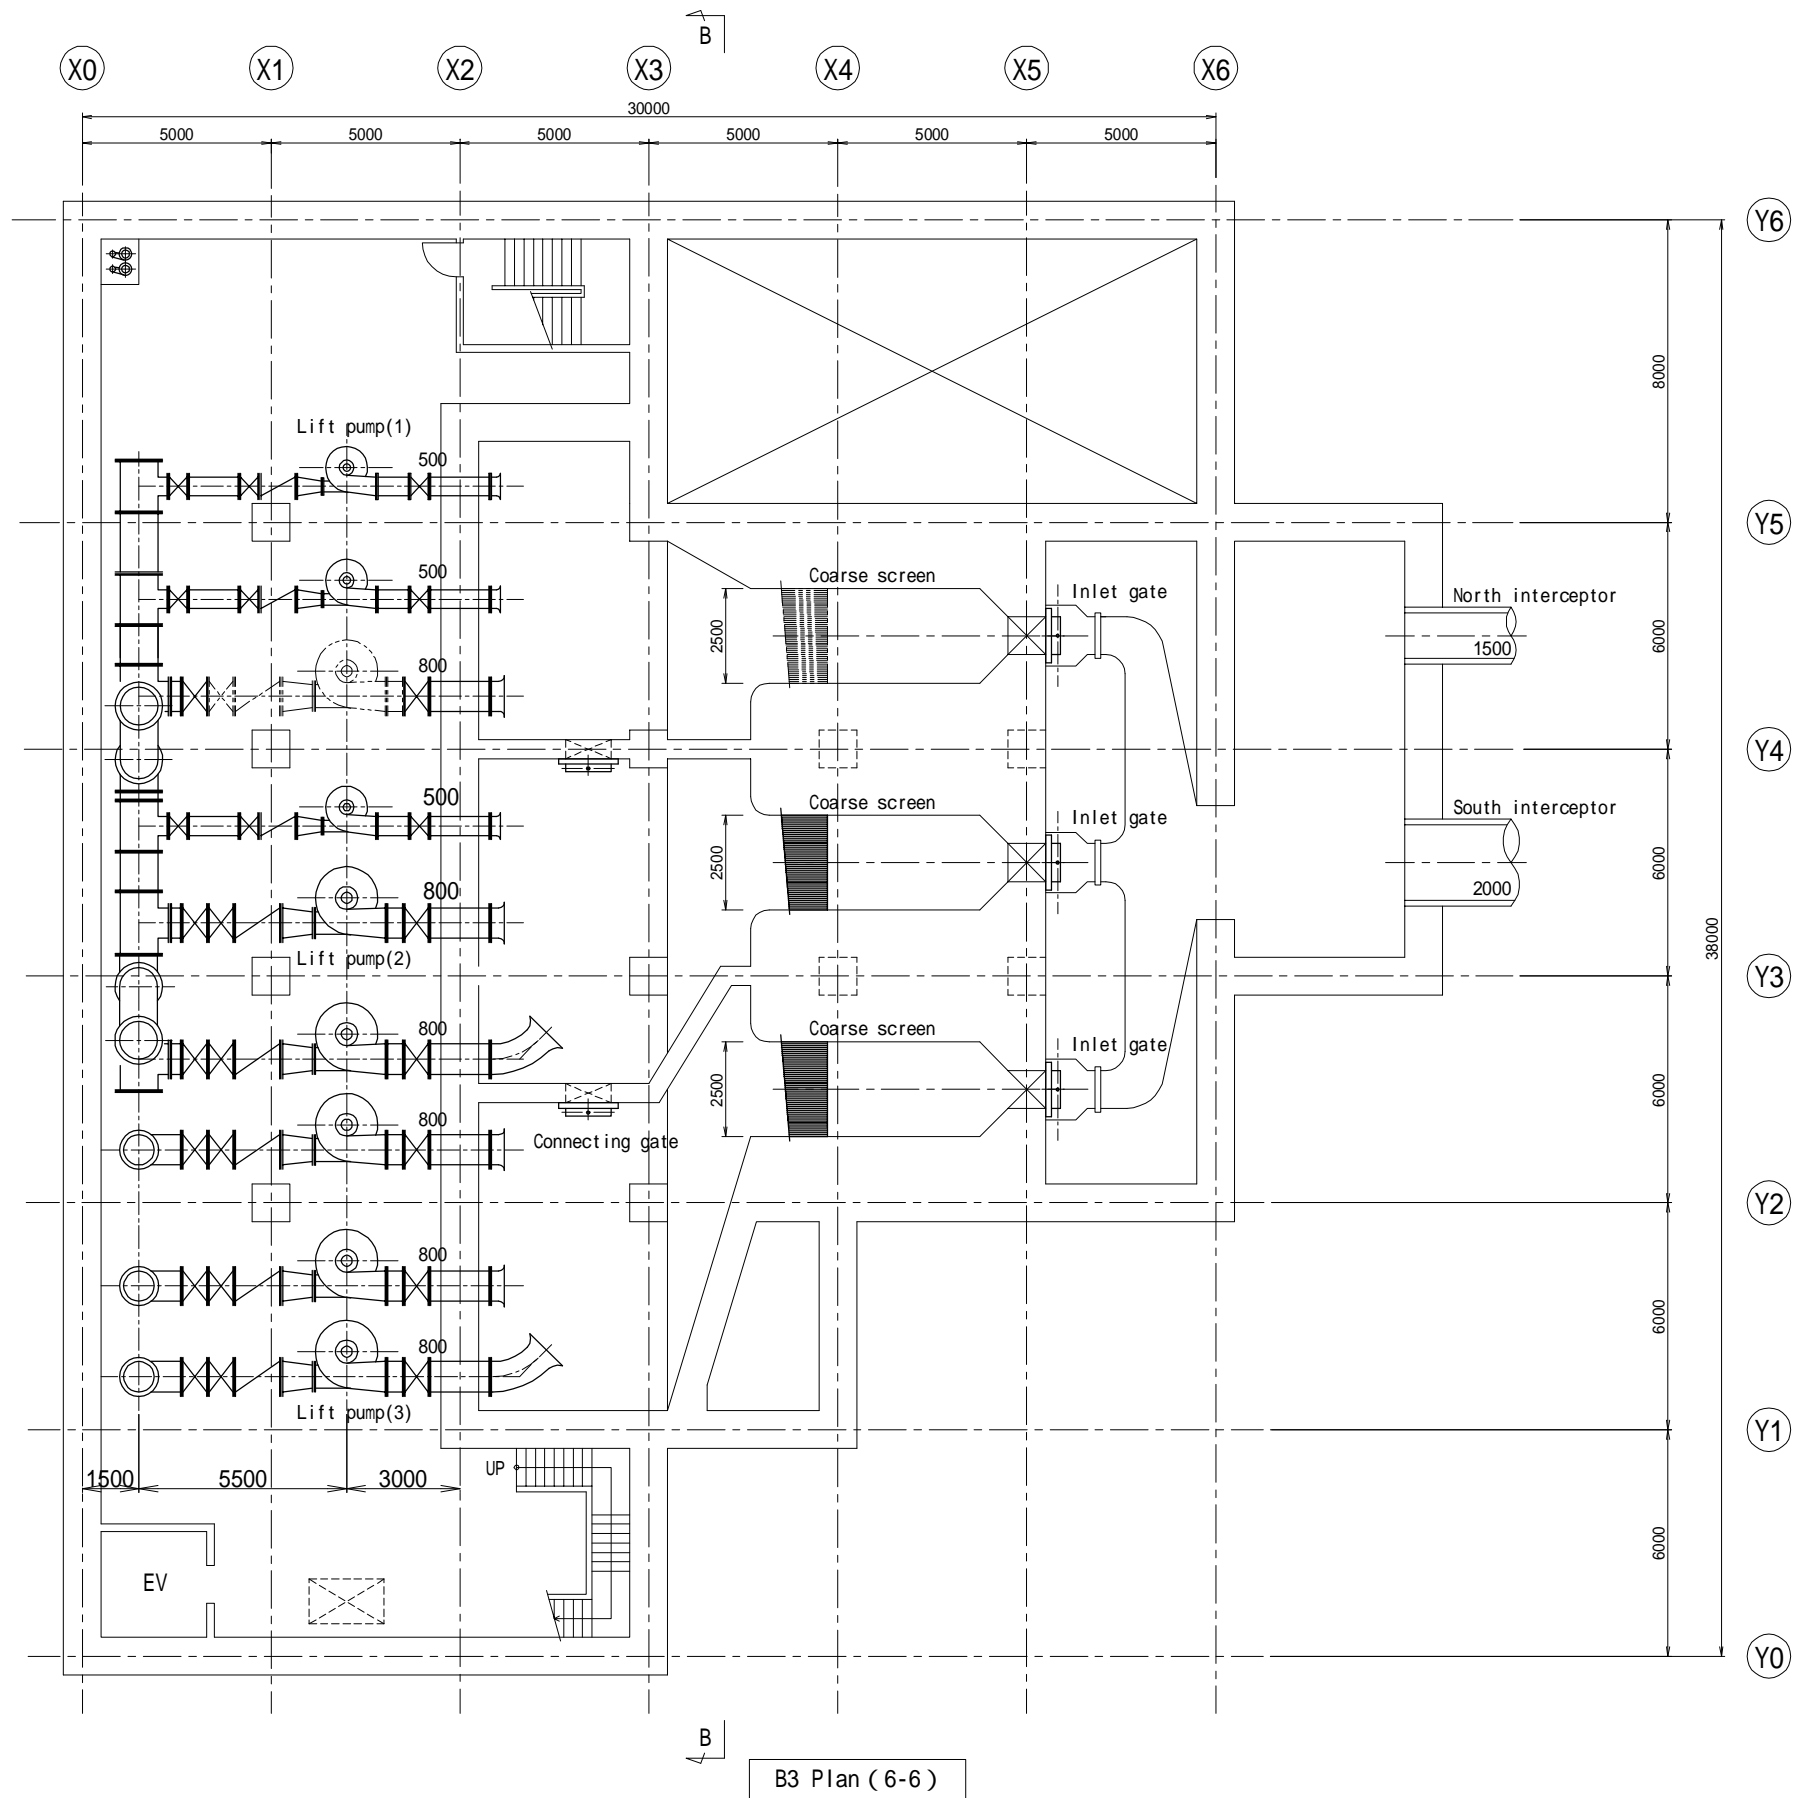 B
X0 X1 X2 X3 X4 X5 X6
30000
5000 5000 5000 5000 5000 5000
Y6
8000
Lift pump(1)
500
Y5
500
Coarse screen
Inlet gate
North interceptor
2500
1500
6000
800
Y4
500
Coarse screen
Inlet gate
South interceptor
2500
2000
6000
800
38000
Lift pump(2)
Y3
800
Coarse screen
Inlet gate
2500
6000
800
Connecting gate
Y2
800
6000
800
Lift pump(3)
Y1
1500 5500 3000
UP
6000
EV
Y0
B
B3 Plan ( 6-6 )